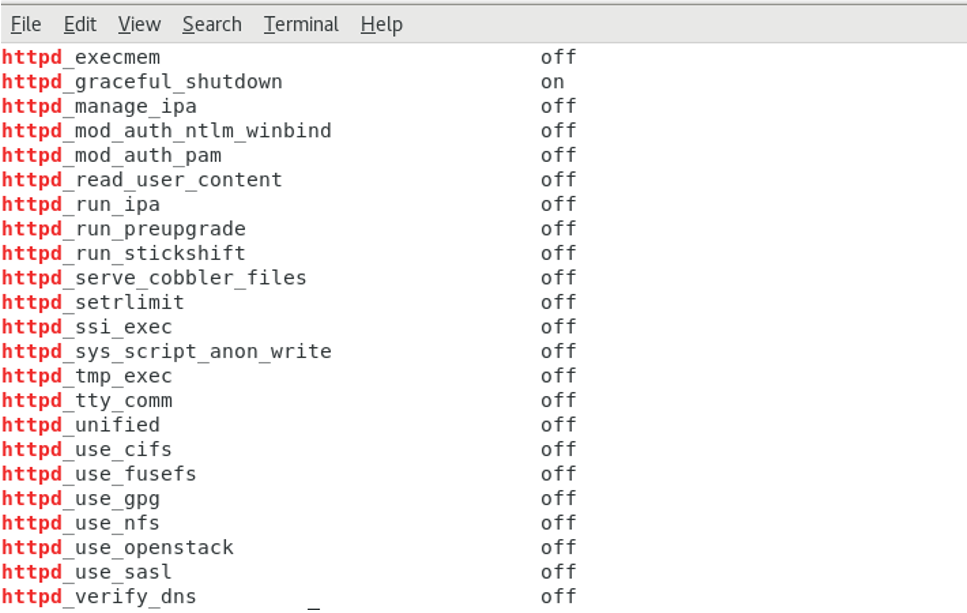 File Edit View Search Terminal Help
httpd_execmem off
httpd_graceful_shutdown on
httpd_manage_ipa off
httpd_mod_auth_ntlm_winbind off
httpd_mod_auth_pam off
httpd_read_user_content off
httpd_run_ipa off
httpd_run_preupgrade off
httpd_run_stickshift off
httpd_serve_cobbler_files off
httpd_setrlimit off
httpd_ssi_exec off
httpd_sys_script_anon_write off
httpd_tmp_exec off
httpd_tty_comm off
httpd_unified off
httpd_use_cifs off
httpd_use_fusefs off
httpd_use_gpg off
httpd_use_nfs off
httpd_use_openstack off
httpd_use_sasl off
httpd_verify_dns off